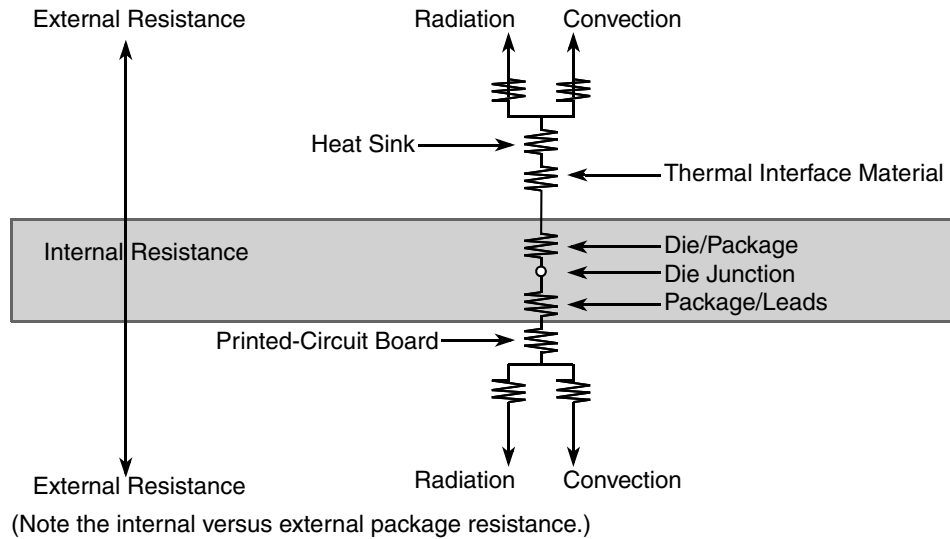 External Resistance
Radiation
Convection
Heat Sink
Thermal Interface Material
Internal Resistance
Die/Package
Die Junction
Package/Leads
Printed-Circuit Board
Radiation
Convection
External Resistance
(Note the internal versus external package resistance.)